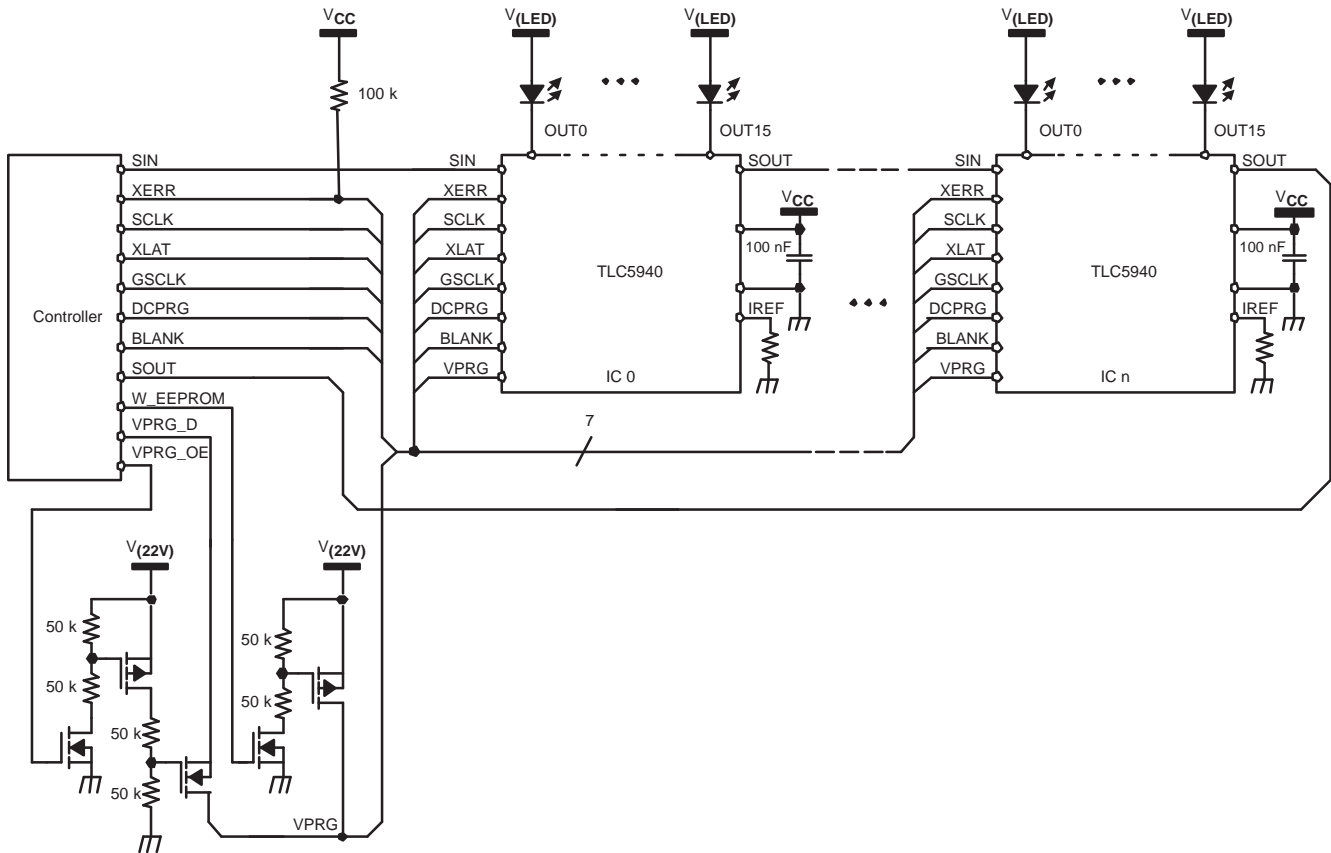 VCC V(LED) V(LED) V(LED) V(LED)
100 k
OUT0 OUT15 OUT0 OUT15
SIN SIN SOUT SIN SOUT
XERR XERR XERR
VCC VCC
SCLK SCLK SCLK
100 nF 100 nF
XLAT XLAT XLAT
TLC5940 TLC5940
GSCLK GSCLK GSCLK
Controller DCPRG DCPRG IREF DCPRG IREF
BLANK BLANK BLANK
SOUT VPRG IC 0 VPRG IC n
W_EEPROM
VPRG_D 7
VPRG_OE
V(22V) V(22V)
50 k 50 k
50 k 50 k
50 k
50 k
VPRG